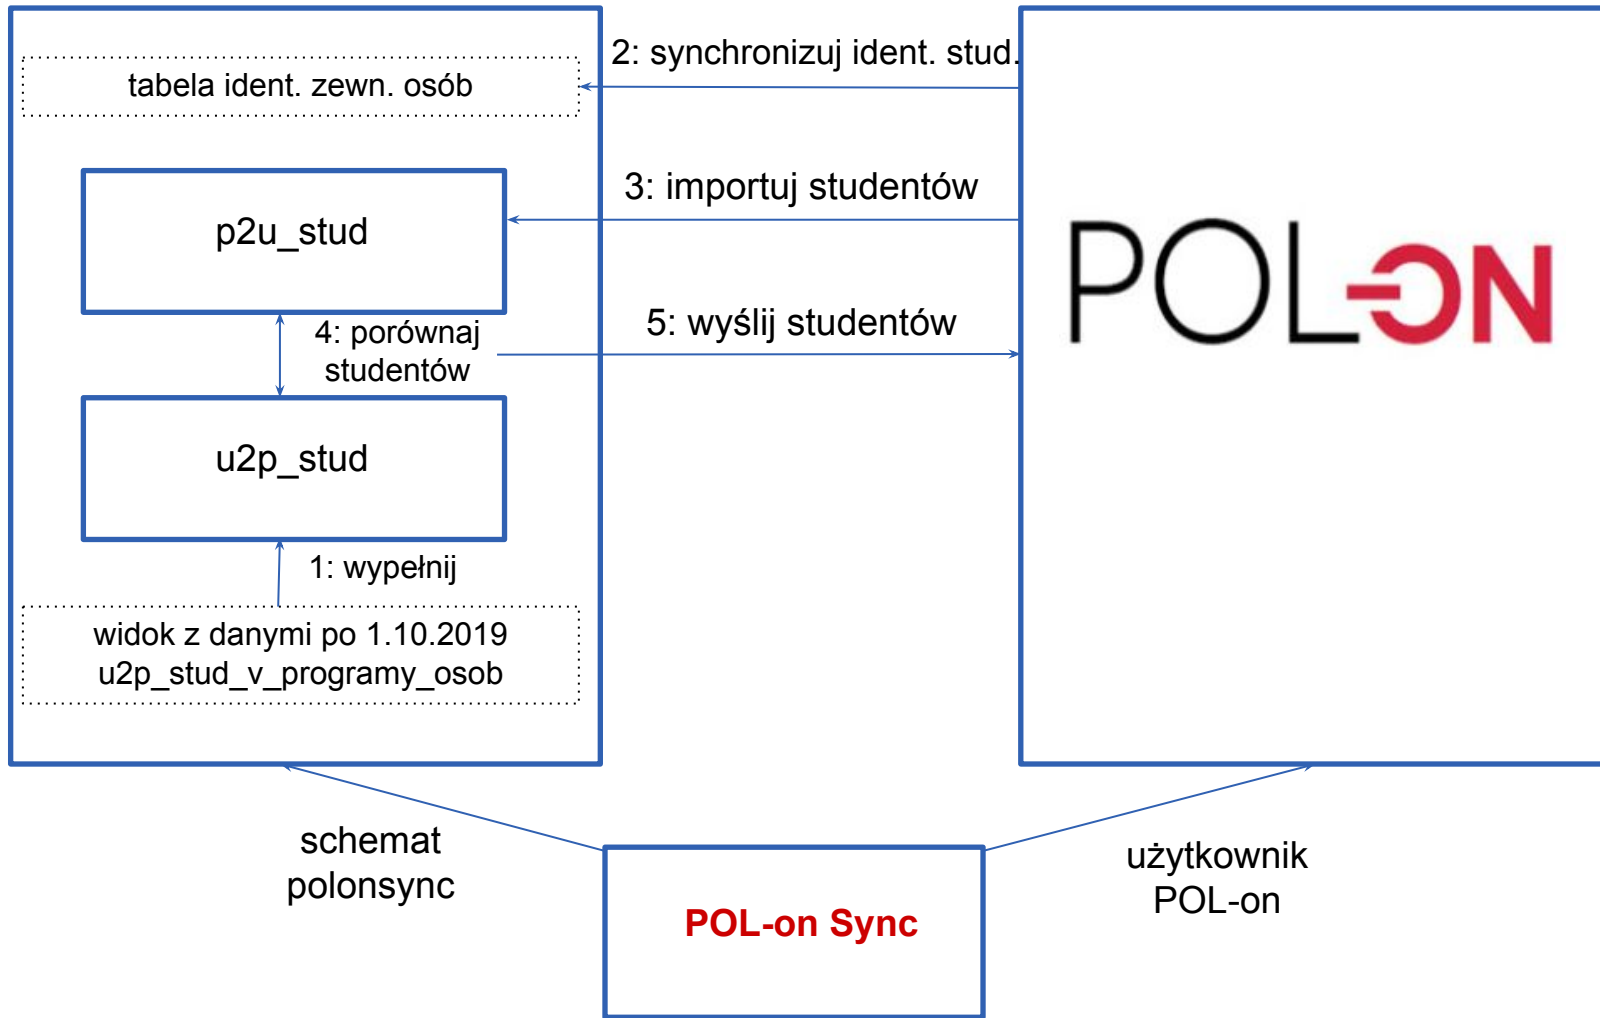 2: synchronizuj ident. stud.
tabela ident. zewn. osób
3: importuj studentów
p2u_stud
POL-ON
5: wyślij studentów
4: porównaj
studentów
u2p_stud
1: wypełnij
widok z danymi po 1.10.2019
u2p_stud_v_programy_osob
schemat
polonsync
użytkownik
POL-on
POL-on Sync